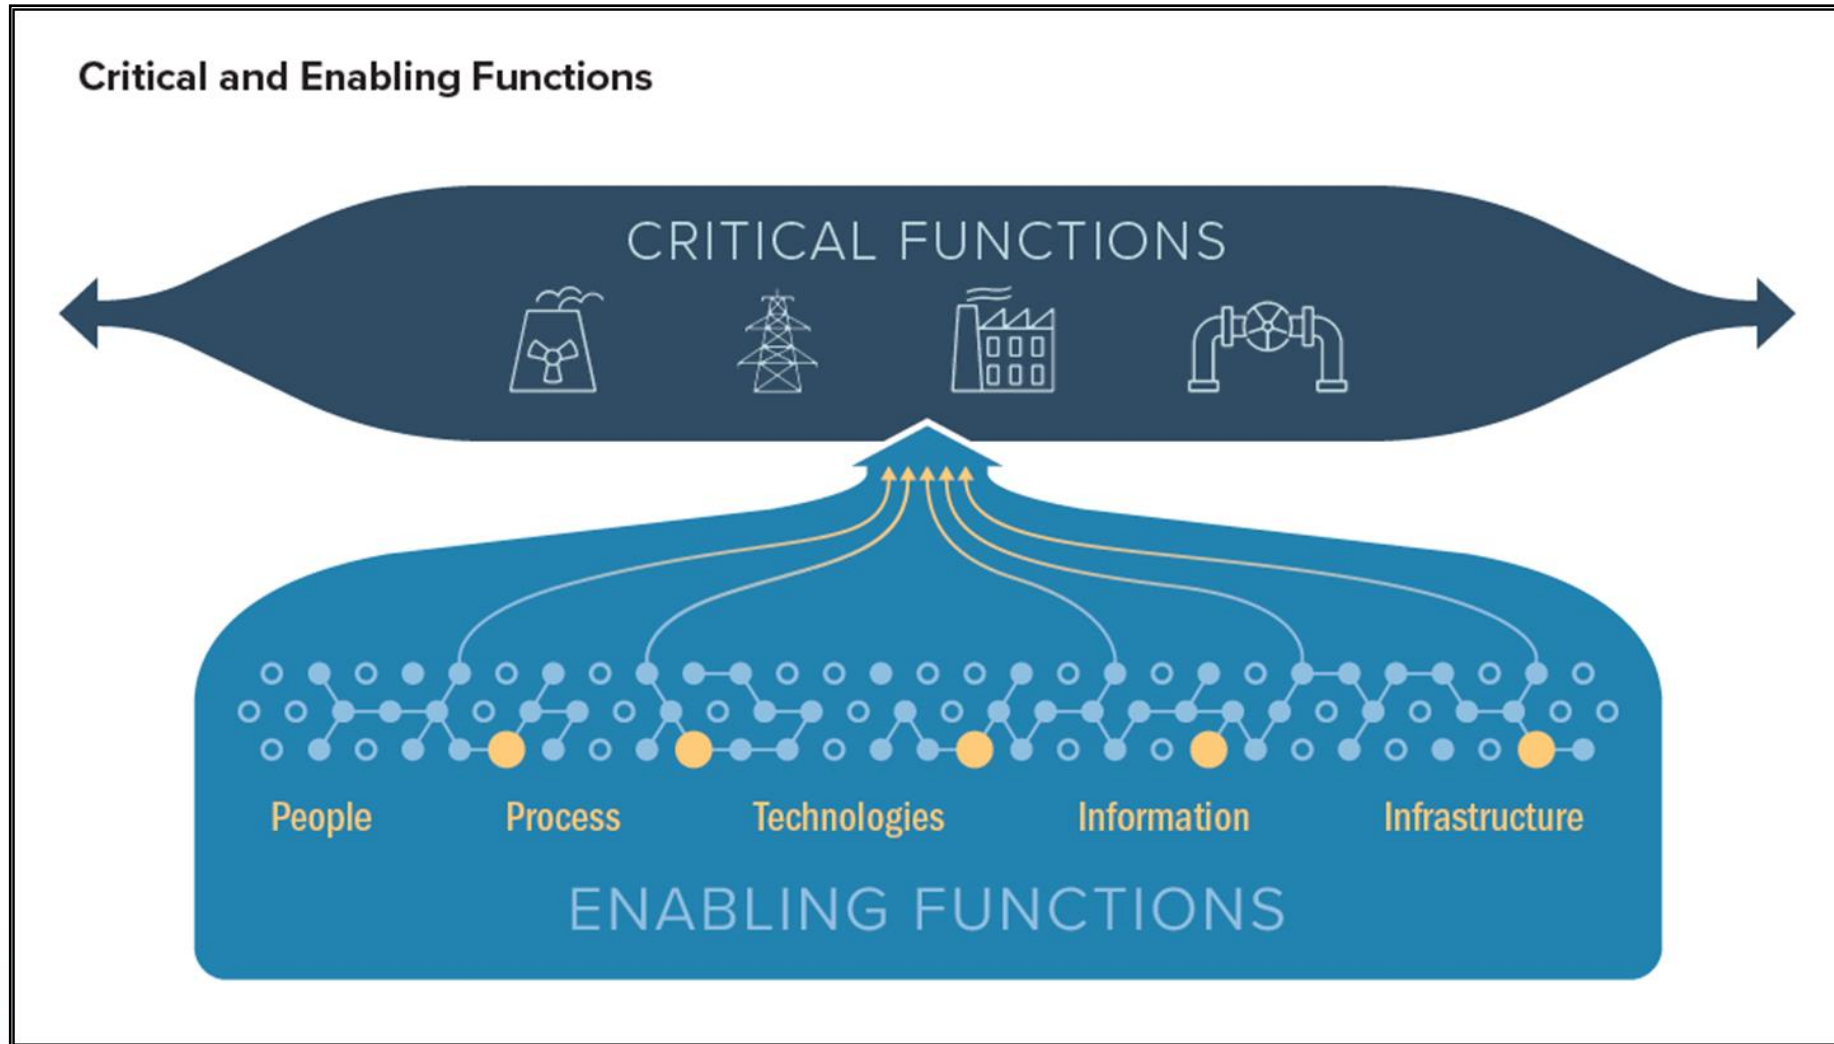 Critical and Enabling Functions
CRITICAL FUNCTIONS
People Process Technologies Information Infrastructure
ENABLING FUNCTIONS